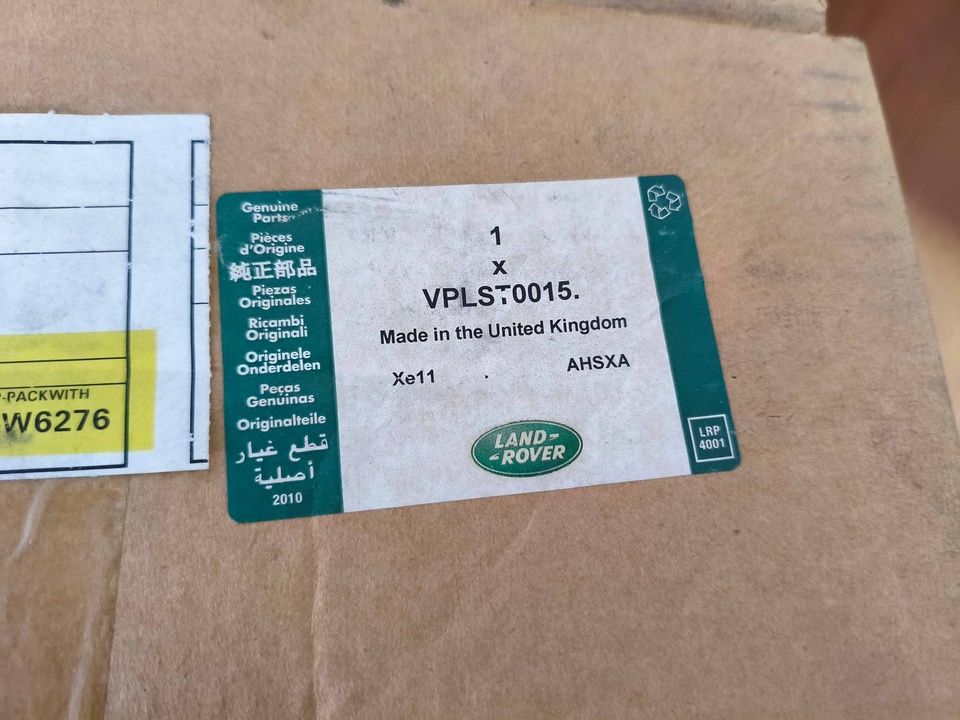 -PACKWITH
W6276
Genuine
Parts
Pièces
d'Origine
純正部品
Piezas
Originales
Ricambi
Originali
Originele
Onderdelen
Peças
Genuinas
Originalteile
قطع غيار
أصلية
2010
1
x
VPLST0015.
Made in the United Kingdom
Xe11 . AHSXA
LAND-
-ROVER
LRP
4001